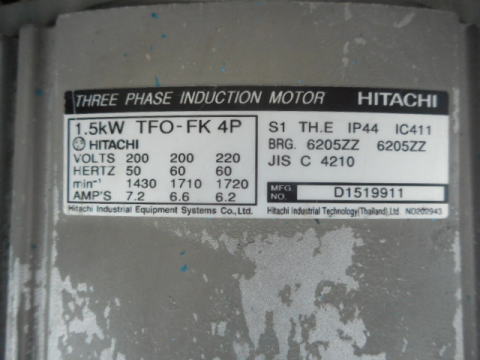 THREE PHASE INDUCTION MOTOR HITACHI
1.5kW TFO-FK 4P
HITACHI
VOLTS 200 200 220
HERTZ 50 60 60
min⁻¹ 1430 1710 1720
AMP'S 7.2 6.6 6.2
Hitachi Industrial Equipment Systems Co., Ltd.
S1 TH.E IP44 IC411
BRG. 6205ZZ 6205ZZ
JIS C 4210
MFG. NO. D1519911
Hitachi Industrial Technology(Thailand),Ltd. ND202943